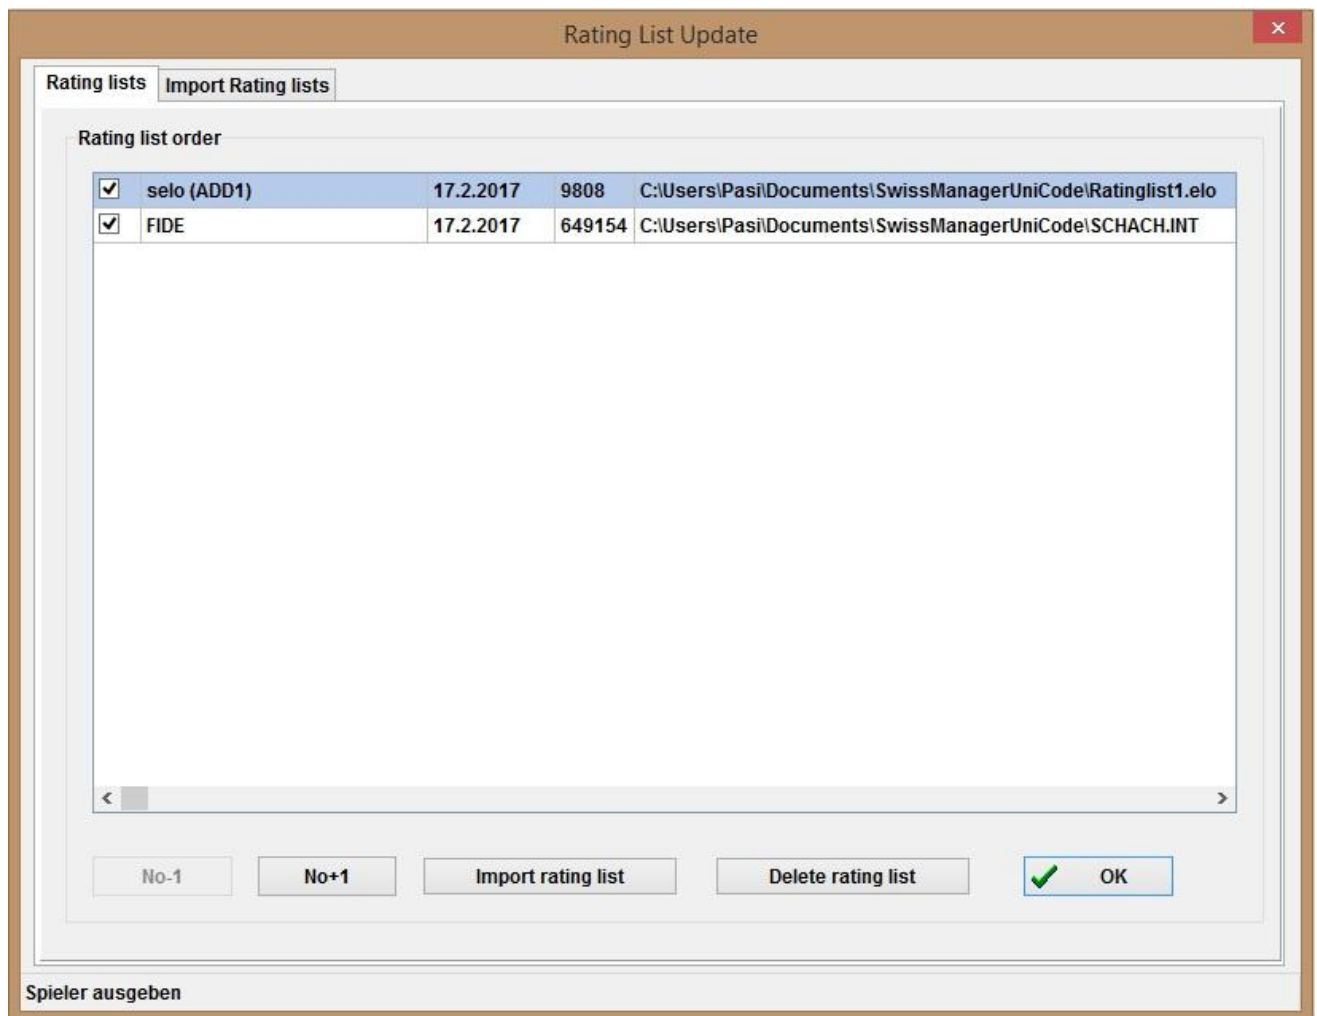 Rating List Update
Rating lists Import Rating lists
Rating list order
selo (ADD1) 17.2.2017 9808 C:\Users\Pasi\Documents\SwissManagerUniCode\Ratinglist1.elo
FIDE 17.2.2017 649154 C:\Users\Pasi\Documents\SwissManagerUniCode\SCHACH.INT
No-1 No+1 Import rating list Delete rating list OK
Spieler ausgeben